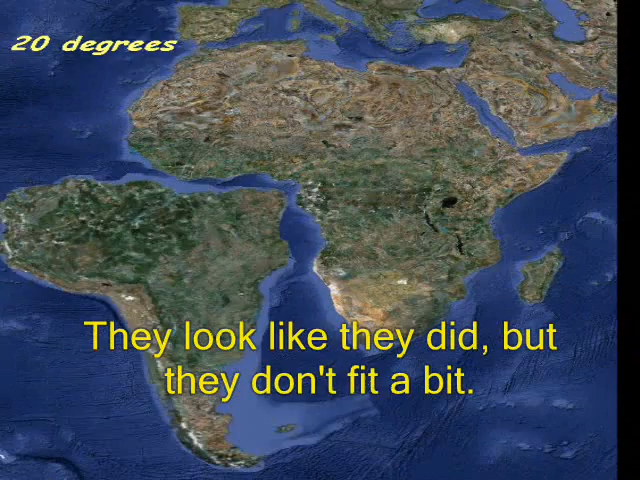 20 degrees
They look like they did, but
they don't fit a bit.